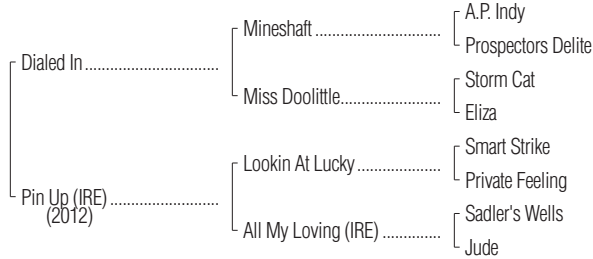 A.P. Indy
Mineshaft ..................................
Prospectors Delite
Dialed In.................................
Storm Cat
Miss Doolittle.........................
Eliza
Smart Strike
Lookin At Lucky.....................
Private Feeling
Pin Up (IRE) ..........................
(2012)
Sadler's Wells
All My Loving (IRE) ..............
Jude